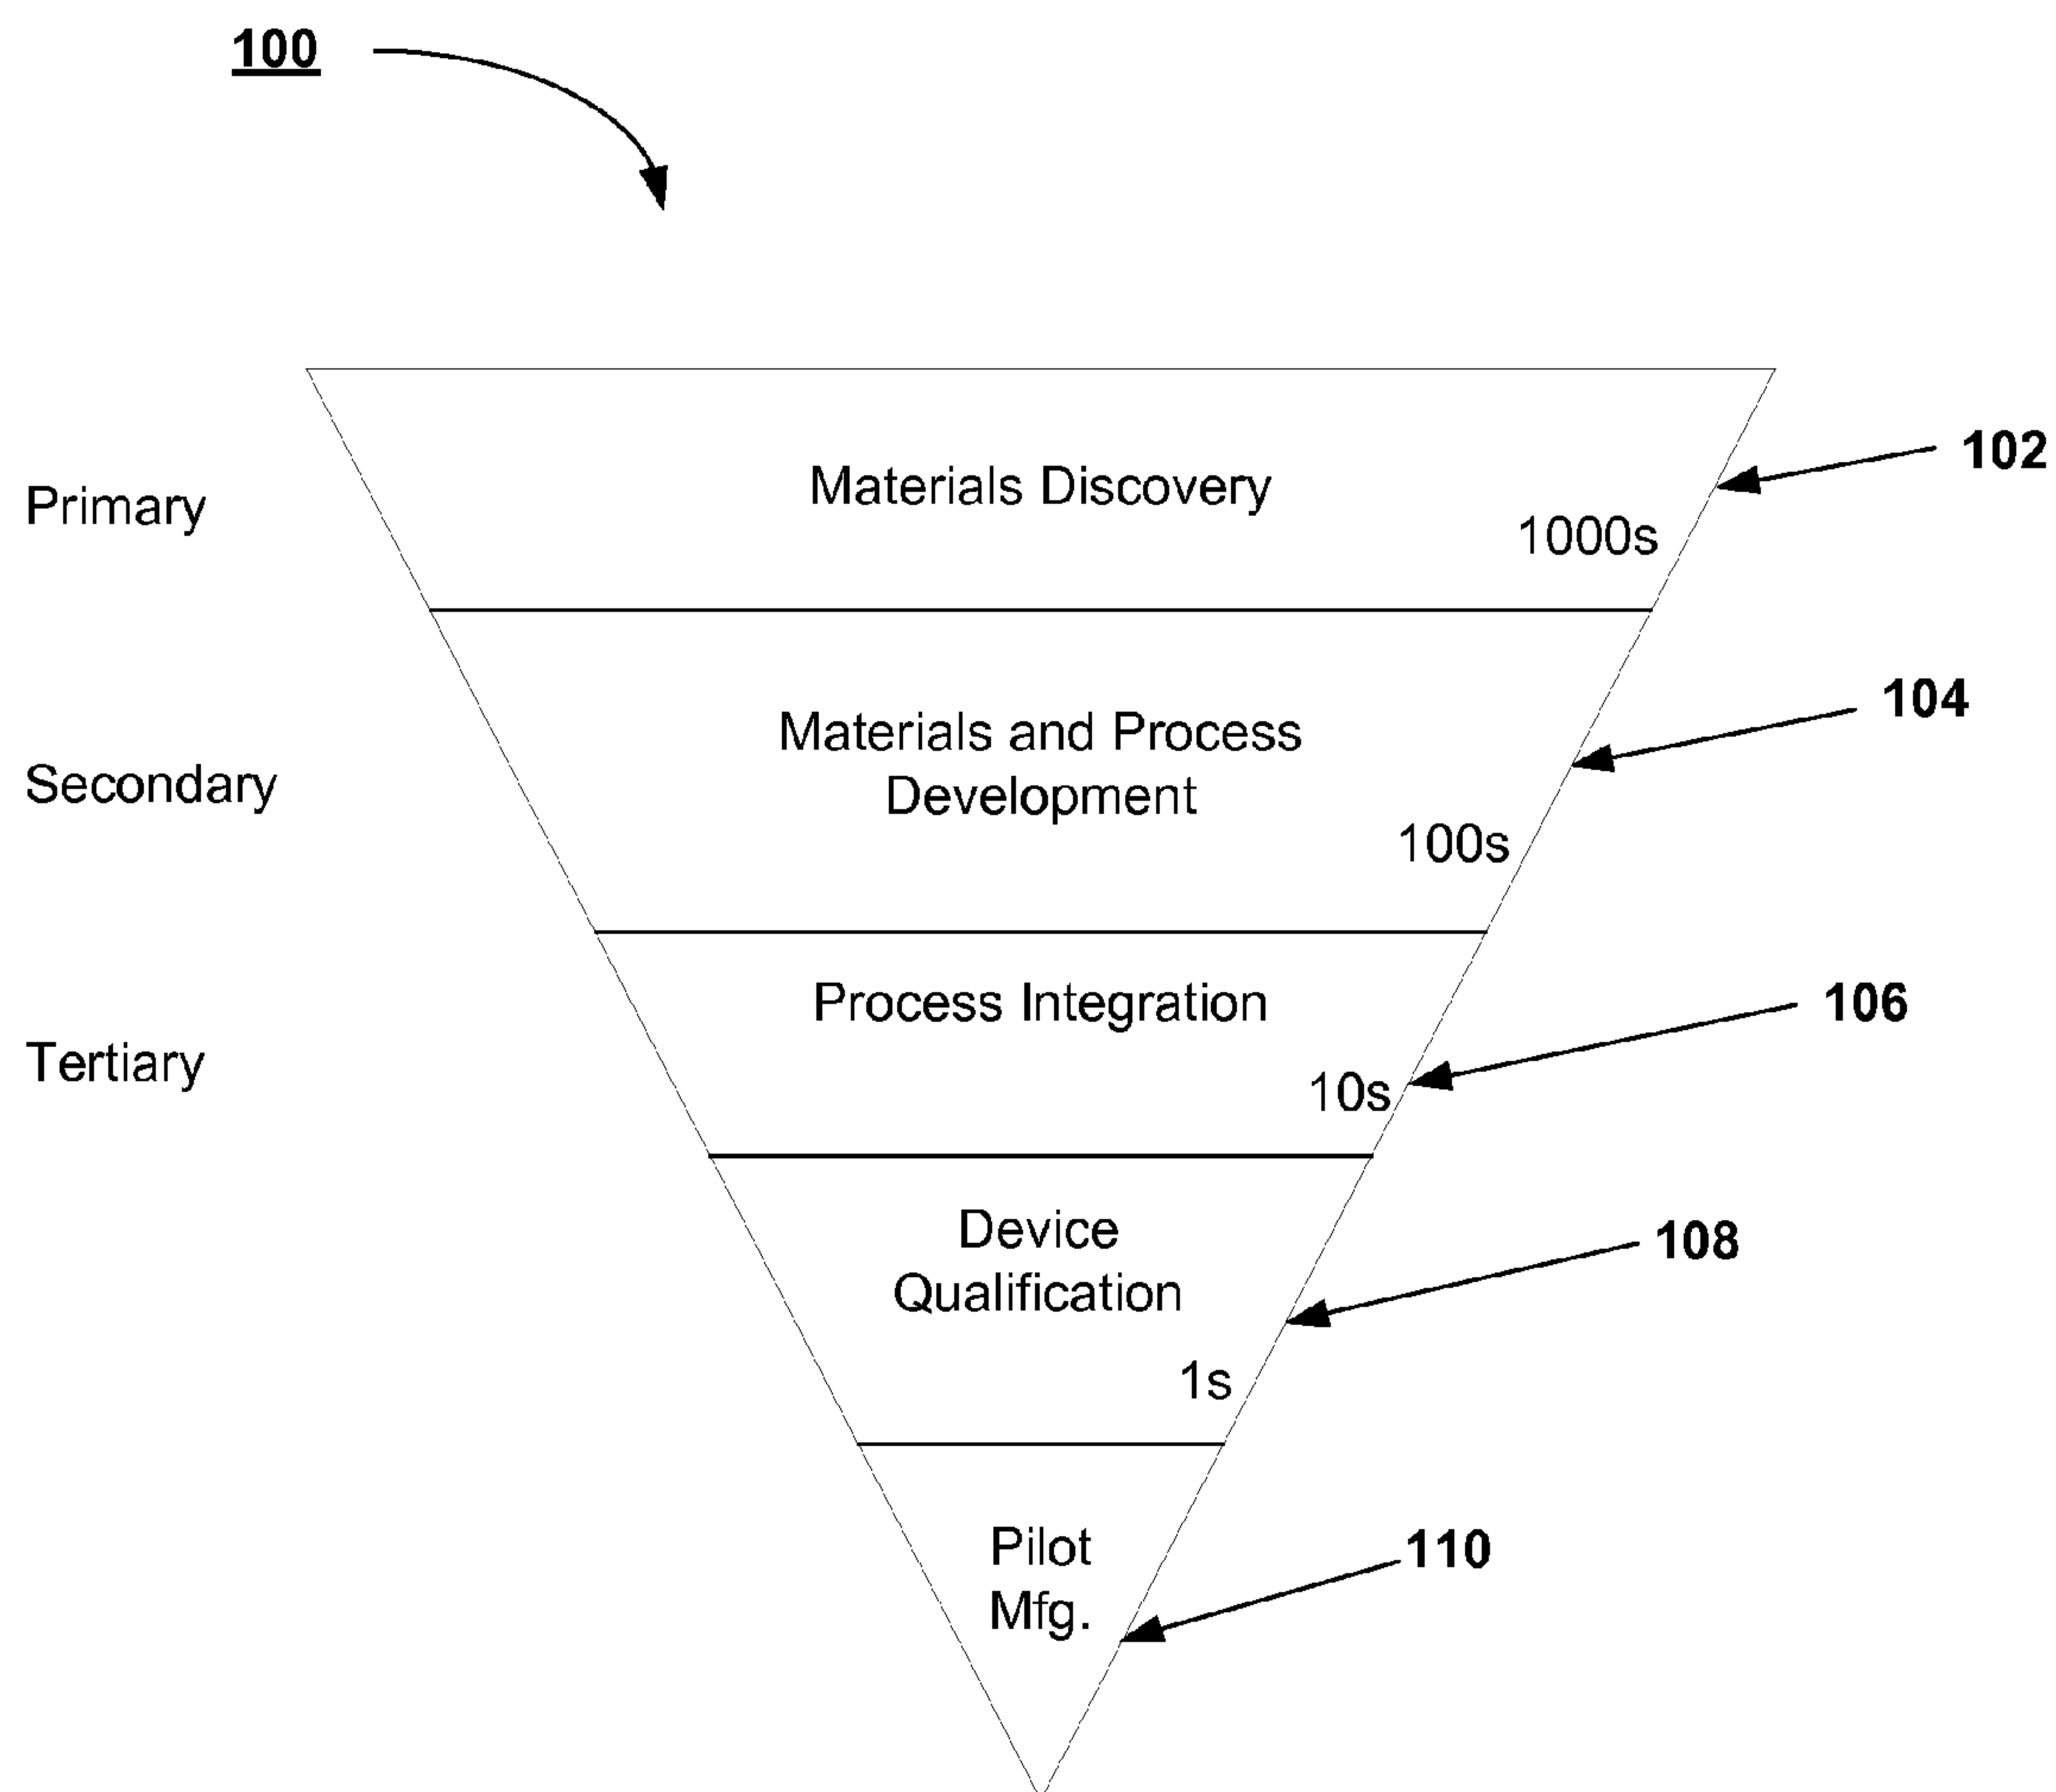 100
Materials Discovery
102
Primary
1000s
104
Materials and Process
Development
Secondary
100s
Process Integration
106
Tertiary
10s
Device
Qualification
108
1s
Pilot
Mfg.
110